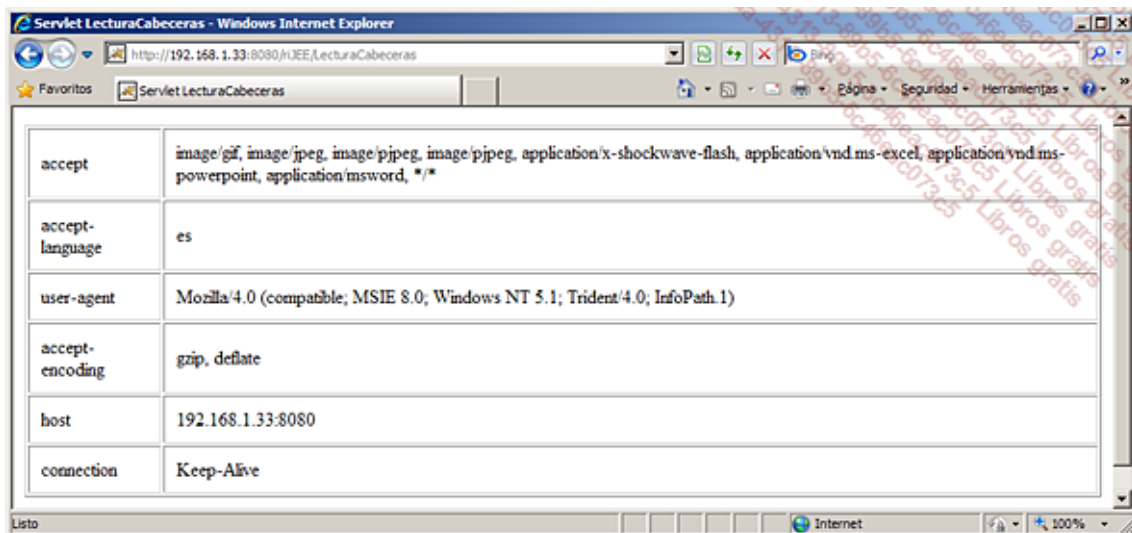 Servlet LecturaCabeceras - Windows Internet Explorer
http://192.168.1.33:8080/riJEE/LecturaCabeceras
Bing
Favoritos
Servlet LecturaCabeceras
Página
Seguridad
Herramientas
»
accept
image/gif, image/jpeg, image/pjpeg, image/pjpeg, application/x-shockwave-flash, application/vnd.ms-excel, application/vnd.ms-
powerpoint, application/msword, */*
accept-
language
es
user-agent
Mozilla/4.0 (compatible; MSIE 8.0; Windows NT 5.1; Trident/4.0; InfoPath.1)
accept-
encoding
gzip, deflate
host
192.168.1.33:8080
connection
Keep-Alive
Listo
Internet
100%
Libros gratis